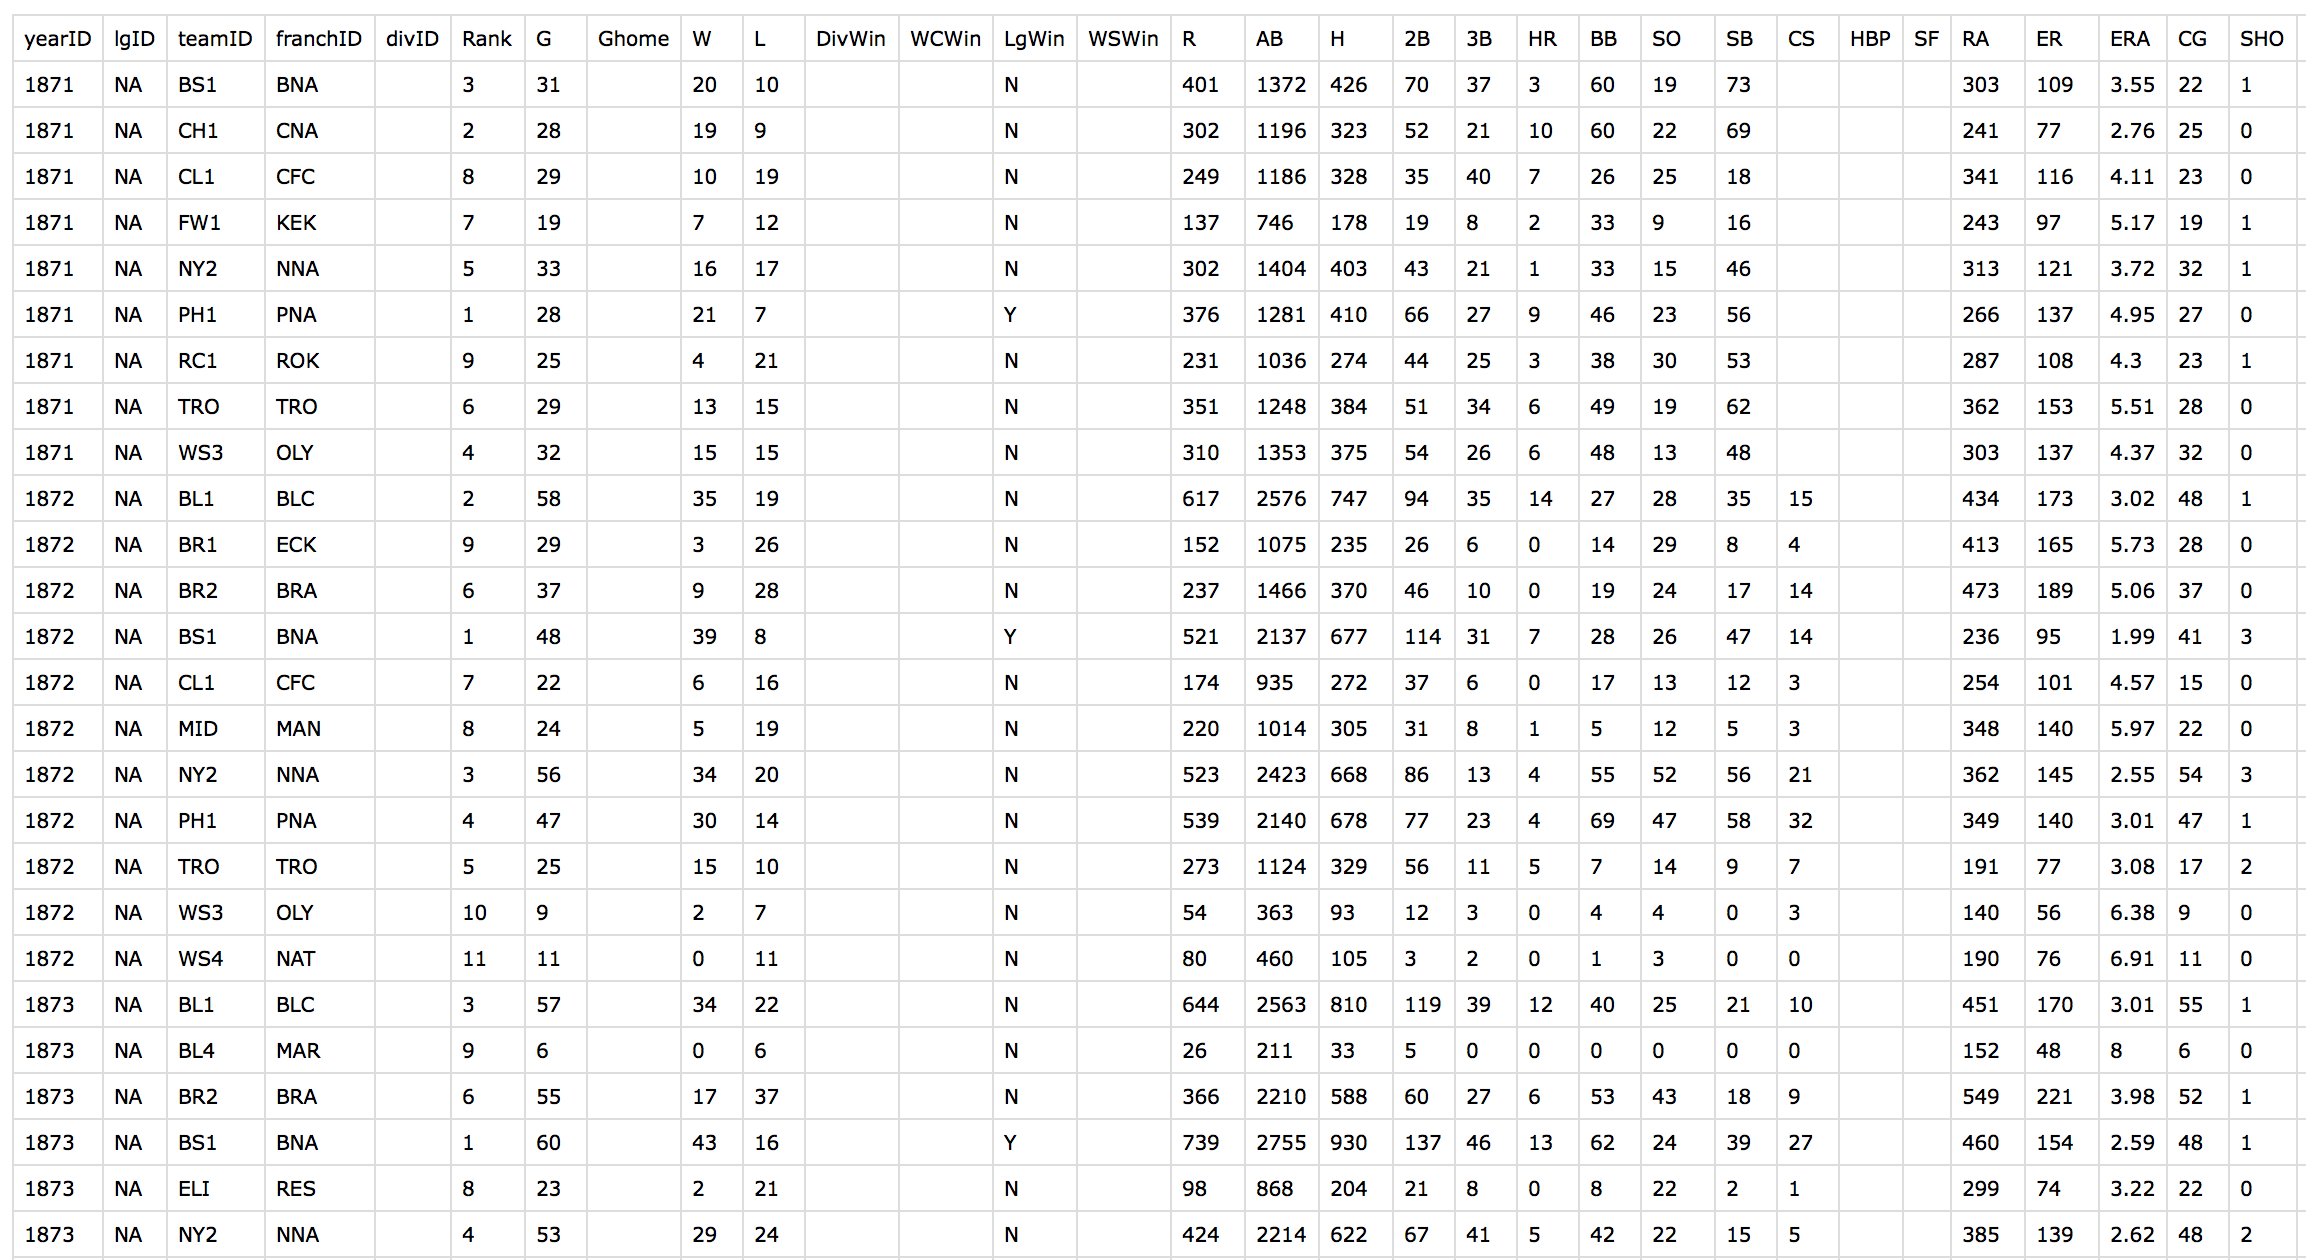 yearID lgID teamID franchID divID Rank G Ghome W L DivWin WCWin LgWin WSWin R AB H 2B 3B HR BB SO SB CS HBP SF RA ER ERA CG SHO
1871 NA BS1 BNA 3 31 20 10 N 401 1372 426 70 37 3 60 19 73 303 109 3.55 22 1
1871 NA CH1 CNA 2 28 19 9 N 302 1196 323 52 21 10 60 22 69 241 77 2.76 25 0
1871 NA CL1 CFC 8 29 10 19 N 249 1186 328 35 40 7 26 25 18 341 116 4.11 23 0
1871 NA FW1 KEK 7 19 7 12 N 137 746 178 19 8 2 33 9 16 243 97 5.17 19 1
1871 NA NY2 NNA 5 33 16 17 N 302 1404 403 43 21 1 33 15 46 313 121 3.72 32 1
1871 NA PH1 PNA 1 28 21 7 Y 376 1281 410 66 27 9 46 23 56 266 137 4.95 27 0
1871 NA RC1 ROK 9 25 4 21 N 231 1036 274 44 25 3 38 30 53 287 108 4.3 23 1
1871 NA TRO TRO 6 29 13 15 N 351 1248 384 51 34 6 49 19 62 362 153 5.51 28 0
1871 NA WS3 OLY 4 32 15 15 N 310 1353 375 54 26 6 48 13 48 303 137 4.37 32 0
1872 NA BL1 BLC 2 58 35 19 N 617 2576 747 94 35 14 27 28 35 15 434 173 3.02 48 1
1872 NA BR1 ECK 9 29 3 26 N 152 1075 235 26 6 0 14 29 8 4 413 165 5.73 28 0
1872 NA BR2 BRA 6 37 9 28 N 237 1466 370 46 10 0 19 24 17 14 473 189 5.06 37 0
1872 NA BS1 BNA 1 48 39 8 Y 521 2137 677 114 31 7 28 26 47 14 236 95 1.99 41 3
1872 NA CL1 CFC 7 22 6 16 N 174 935 272 37 6 0 17 13 12 3 254 101 4.57 15 0
1872 NA MID MAN 8 24 5 19 N 220 1014 305 31 8 1 5 12 5 3 348 140 5.97 22 0
1872 NA NY2 NNA 3 56 34 20 N 523 2423 668 86 13 4 55 52 56 21 362 145 2.55 54 3
1872 NA PH1 PNA 4 47 30 14 N 539 2140 678 77 23 4 69 47 58 32 349 140 3.01 47 1
1872 NA TRO TRO 5 25 15 10 N 273 1124 329 56 11 5 7 14 9 7 191 77 3.08 17 2
1872 NA WS3 OLY 10 9 2 7 N 54 363 93 12 3 0 4 4 0 3 140 56 6.38 9 0
1872 NA WS4 NAT 11 11 0 11 N 80 460 105 3 2 0 1 3 0 0 190 76 6.91 11 0
1873 NA BL1 BLC 3 57 34 22 N 644 2563 810 119 39 12 40 25 21 10 451 170 3.01 55 1
1873 NA BL4 MAR 9 6 0 6 N 26 211 33 5 0 0 0 0 0 0 152 48 8 6 0
1873 NA BR2 BRA 6 55 17 37 N 366 2210 588 60 27 6 53 43 18 9 549 221 3.98 52 1
1873 NA BS1 BNA 1 60 43 16 Y 739 2755 930 137 46 13 62 24 39 27 460 154 2.59 48 1
1873 NA ELI RES 8 23 2 21 N 98 868 204 21 8 0 8 22 2 1 299 74 3.22 22 0
1873 NA NY2 NNA 4 53 29 24 N 424 2214 622 67 41 5 42 22 15 5 385 139 2.62 48 2